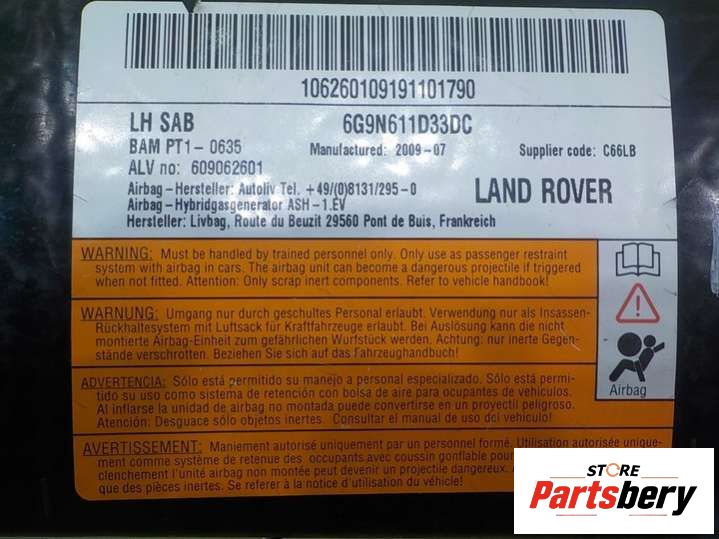 106260109191101790
LH SAB 6G9N611D33DC
BAM PT1-0635 Manufactured: 2009-07 Supplier code: C66LB
ALV no: 609062601
Airbag-Hersteller: Autoliv Tel. +49/(0)8131/295-0 LAND ROVER
Airbag-Hybridgasgenerator ASH-1.EV
Hersteller: Livbag, Route du Beuzit 29560 Pont de Buis, Frankreich
WARNING: Must be handled by trained personnel only. Only use as passenger restraint
system with airbag in cars. The airbag unit can become a dangerous projectile if triggered
when not fitted. Attention: Only scrap inert components. Refer to vehicle handbook!
WARNUNG: Umgang nur durch geschultes Personal erlaubt. Verwendung nur als Insassen-
Rückhaltesystem mit Luftsack für Kraftfahrzeuge erlaubt. Bei Auslösung kann die nicht
montierte Airbag-Einheit zum gefährlichen Wurfstück werden. Achtung: nur inerte Gegen-
stände verschrotten. Beziehen Sie sich auf das Fahrzeughandbuch!
Airbag
ADVERTENCIA: Sólo está permitido su manejo a personal especializado. Sólo está permi-
tido su uso como sistema de retención con bolsa de aire para ocupantes de vehículos.
Al inflarse la unidad de airbag no montada puede convertirse en un proyectil peligroso.
Atención: Desguace sólo objetos inertes. Consultar el manual de uso del vehículo!
AVERTISSEMENT: Maniement autorisé uniquement par un personnel formé. Utilisation autorisée unique-
ment comme système de retenue des occupants avec coussin gonflable pour
clenchement l'unité airbag non montée peut devenir un projectile dangereux.
que des pièces inertes. Se referer à la notice d'utilisation du véhicule!
STORE
Partsbery